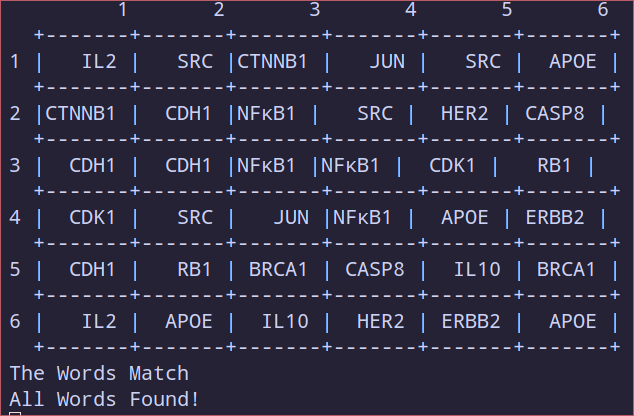 1 2 3 4 5 6
+-------+-------+-------+-------+-------+-------+
1 | IL2 | SRC |CTNNB1 | JUN | SRC | APOE |
+-------+-------+-------+-------+-------+-------+
2 |CTNNB1 | CDH1 |NFκB1 | SRC | HER2 | CASP8 |
+-------+-------+-------+-------+-------+-------+
3 | CDH1 | CDH1 |NFκB1 |NFκB1 | CDK1 | RB1 |
+-------+-------+-------+-------+-------+-------+
4 | CDK1 | SRC | JUN |NFκB1 | APOE | ERBB2 |
+-------+-------+-------+-------+-------+-------+
5 | CDH1 | RB1 | BRCA1 | CASP8 | IL10 | BRCA1 |
+-------+-------+-------+-------+-------+-------+
6 | IL2 | APOE | IL10 | HER2 | ERBB2 | APOE |
+-------+-------+-------+-------+-------+-------+
The Words Match
All Words Found!